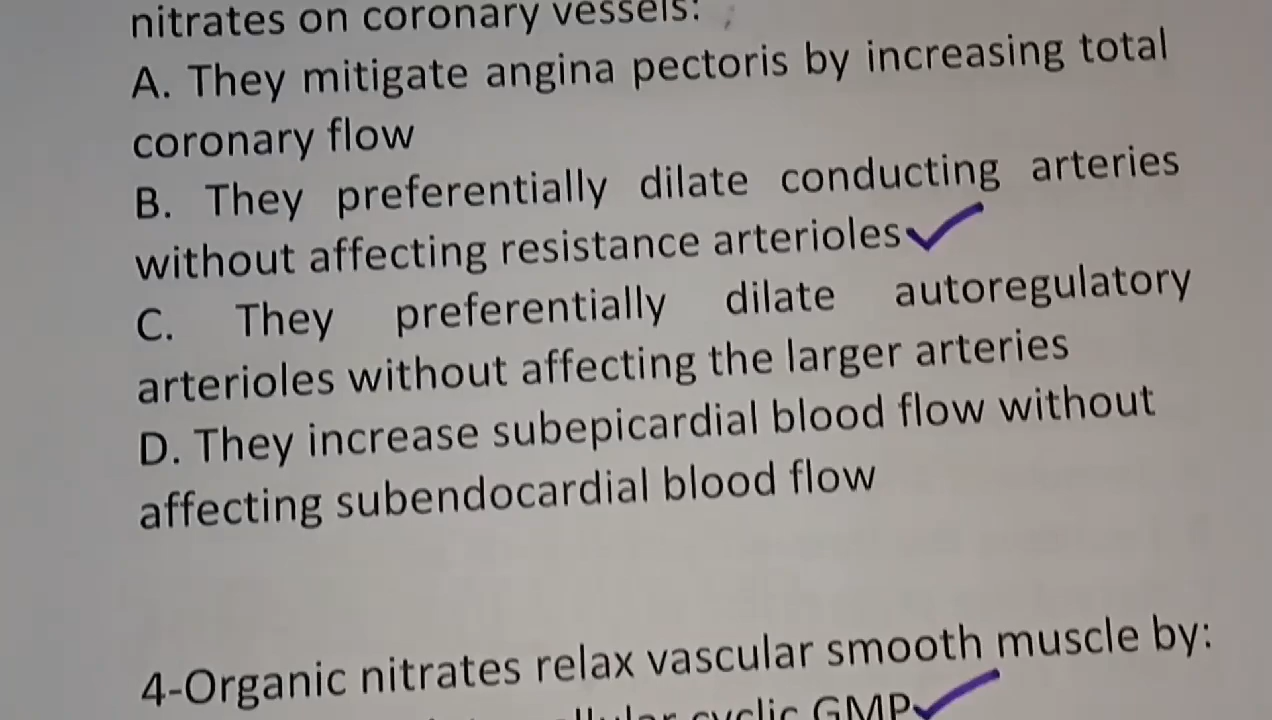 nitrates on coronary vessels:
A. They mitigate angina pectoris by increasing total
coronary flow
B. They preferentially dilate conducting arteries
without affecting resistance arterioles
C. They preferentially dilate autoregulatory
arterioles without affecting the larger arteries
D. They increase subepicardial blood flow without
affecting subendocardial blood flow
4-Organic nitrates relax vascular smooth muscle by:
cyclic GMP